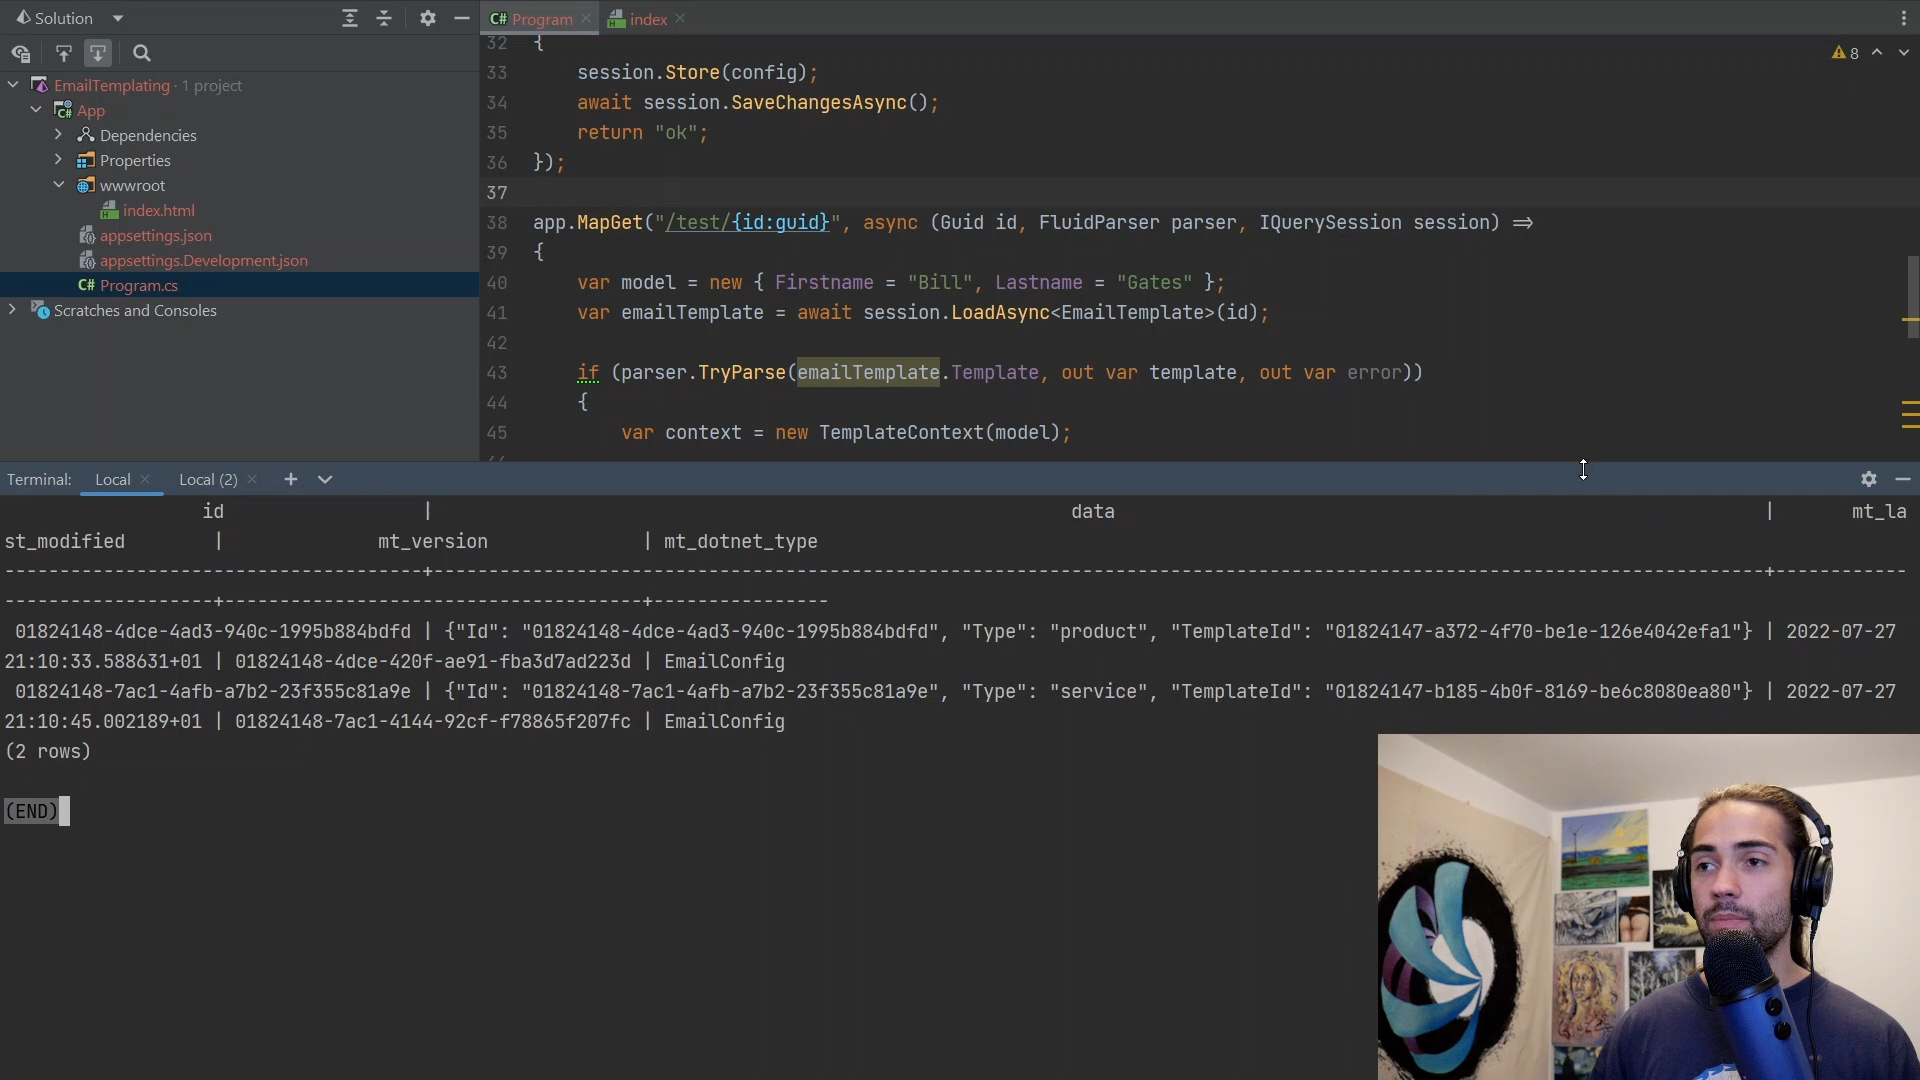 Solution
EmailTemplating · 1 project
App
Dependencies
Properties
wwwroot
index.html
appsettings.json
appsettings.Development.json
C# Program.cs
Scratches and Consoles
C# Program
index
8
32 {
33 session.Store(config);
34 await session.SaveChangesAsync();
35 return "ok";
36 });
37
38 app.MapGet("/test/{id:guid}", async (Guid id, FluidParser parser, IQuerySession session) =>
39 {
40 var model = new { Firstname = "Bill", Lastname = "Gates" };
41 var emailTemplate = await session.LoadAsync<EmailTemplate>(id);
42
43 if (parser.TryParse(emailTemplate.Template, out var template, out var error))
44 {
45 var context = new TemplateContext(model);
Terminal: Local Local (2)
id | data | mt_la
st_modified | mt_version | mt_dotnet_type
01824148-4dce-4ad3-940c-1995b884bdfd | {"Id": "01824148-4dce-4ad3-940c-1995b884bdfd", "Type": "product", "TemplateId": "01824147-a372-4f70-be1e-126e4042efa1"} | 2022-07-27
21:10:33.588631+01 | 01824148-4dce-420f-ae91-fba3d7ad223d | EmailConfig
01824148-7ac1-4afb-a7b2-23f355c81a9e | {"Id": "01824148-7ac1-4afb-a7b2-23f355c81a9e", "Type": "service", "TemplateId": "01824147-b185-4b0f-8169-be6c8080ea80"} | 2022-07-27
21:10:45.002189+01 | 01824148-7ac1-4144-92cf-f78865f207fc | EmailConfig
(2 rows)
(END)